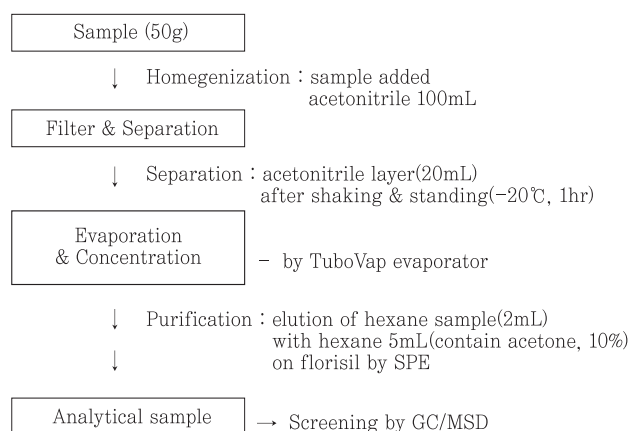 Sample (50g)
↓ Homegenization : sample added
acetonitrile 100mL
Filter & Separation
↓ Separation : acetonitrile layer(20mL)
after shaking & standing(-20℃, 1hr)
Evaporation
& Concentration
- by TuboVap evaporator
↓ Purification : elution of hexane sample(2mL)
with hexane 5mL(contain acetone, 10%)
↓ on florisil by SPE
Analytical sample
→ Screening by GC/MSD